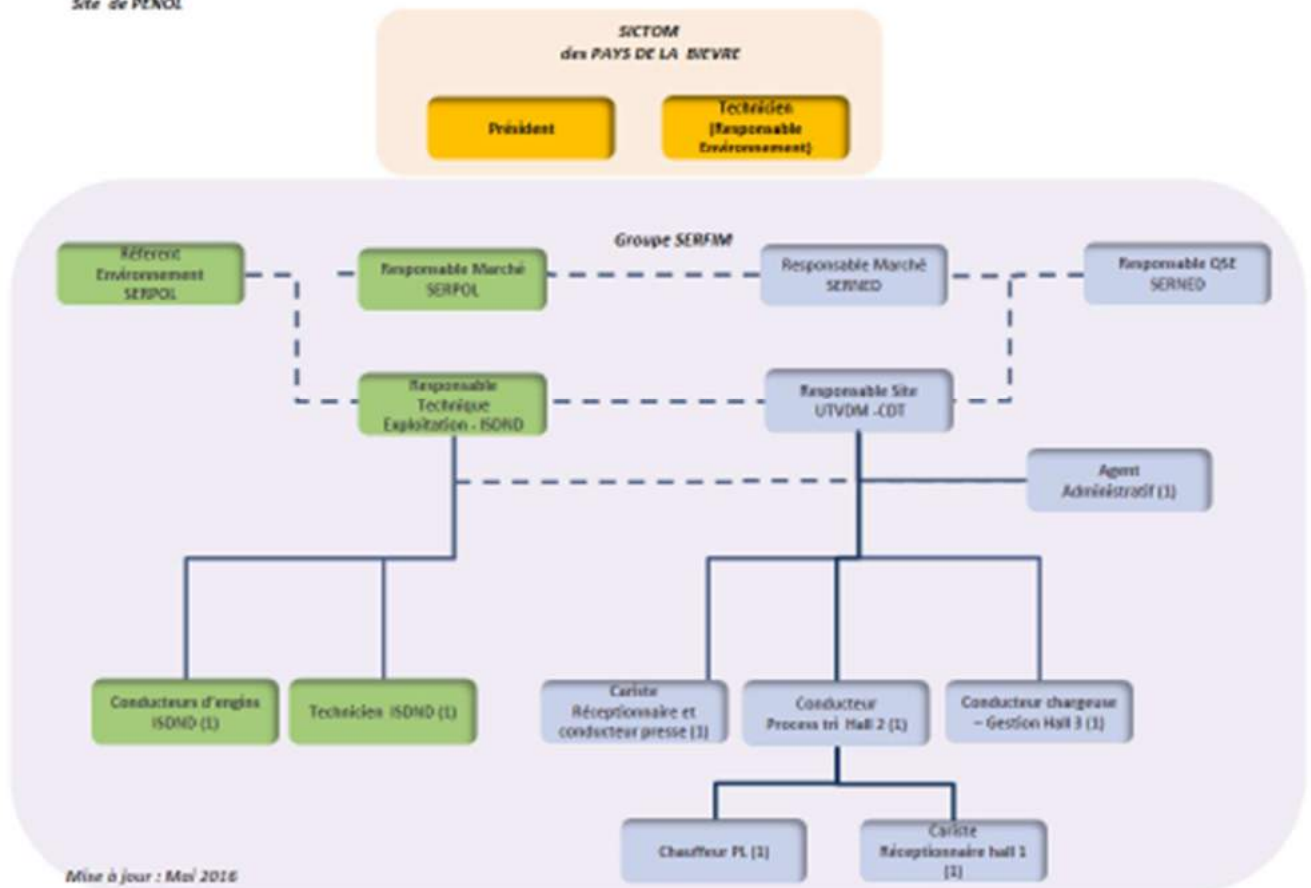 Site de PENOL
SICTOM
des PAYS DE LA BIEVRE
Président
Technicien
(Responsable
Environnement)
Groupe SERFIM
Référent
Environnement
SERPOL
Responsable Marché
SERPOL
Responsable Marché
SERNED
Responsable QSE
SERNED
Responsable
Technique
Exploitation - ISDND
Responsable Site
UTVDM -CDT
Agent
Administratif (1)
Conducteurs d'engins
ISDND (1)
Technicien ISDND (1)
Cariste
Réceptionnaire et
conducteur presse (1)
Conducteur
Process tri Hall 2 (1)
Conducteur chargeuse
– Gestion Hall 3 (1)
Chauffeur PL (1)
Cariste
Réceptionnaire hall 1
(1)
Mise à jour : Mai 2016